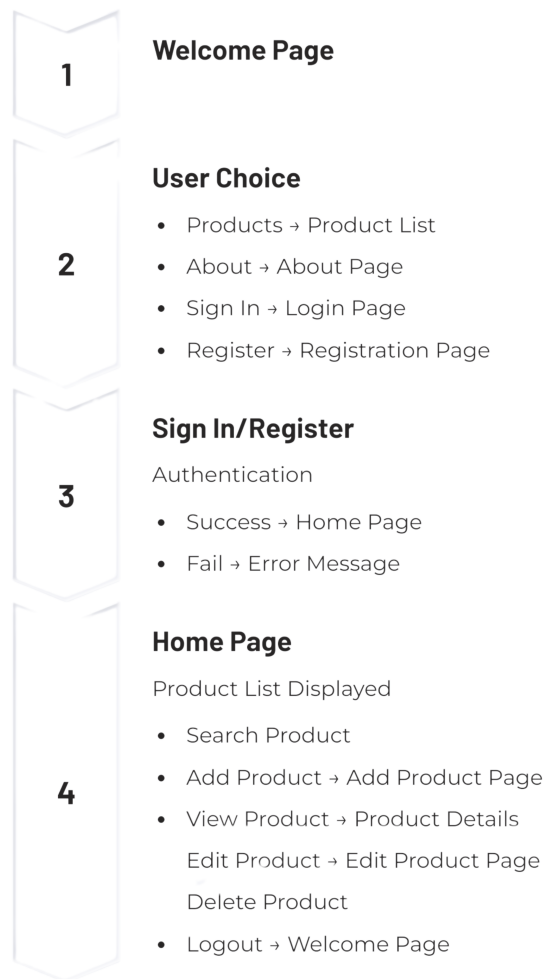 1
Welcome Page
2
User Choice
• Products → Product List
• About → About Page
• Sign In → Login Page
• Register → Registration Page
3
Sign In/Register
Authentication
• Success → Home Page
• Fail → Error Message
4
Home Page
Product List Displayed
• Search Product
• Add Product → Add Product Page
• View Product → Product Details
Edit Product → Edit Product Page
Delete Product
• Logout → Welcome Page